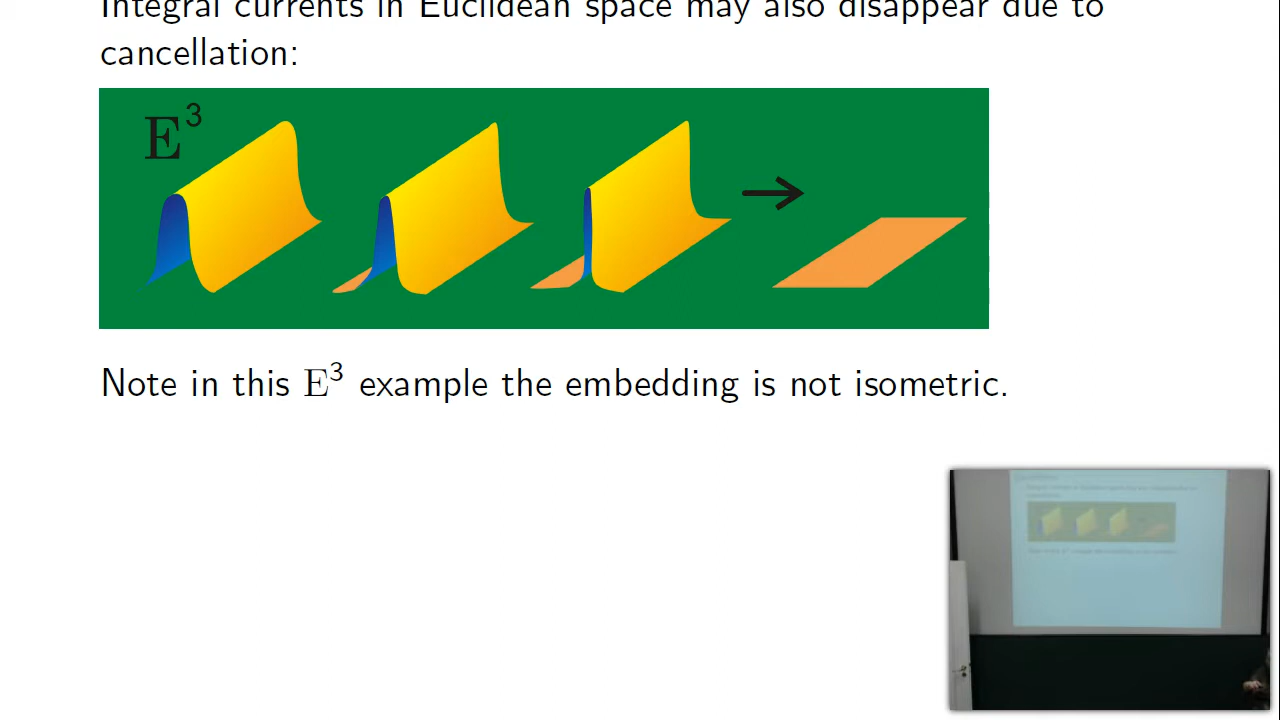 Integral currents in Euclidean space may also disappear due to
cancellation:
E³
Note in this E³ example the embedding is not isometric.